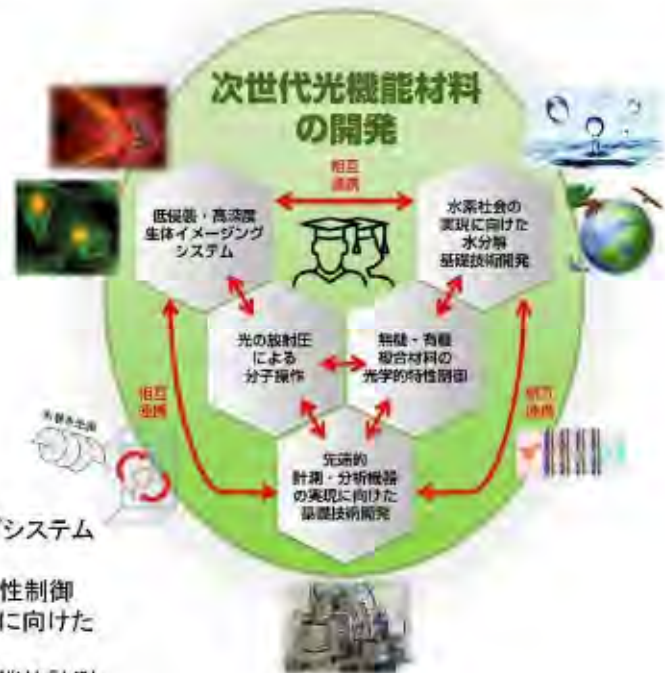 次世代光機能材料
の開発
相互
連携
低侵襲・高深度
生体イメージング
システム
水素社会の
実現に向けた
水分解
基礎技術開発
光の放射圧
による
分子操作
無機・有機
複合材料の
光学的特性制御
相互
連携
相互
連携
先端的
計測・分析機器
の実現に向けた
基礎技術開発
システム
性制御
に向けた